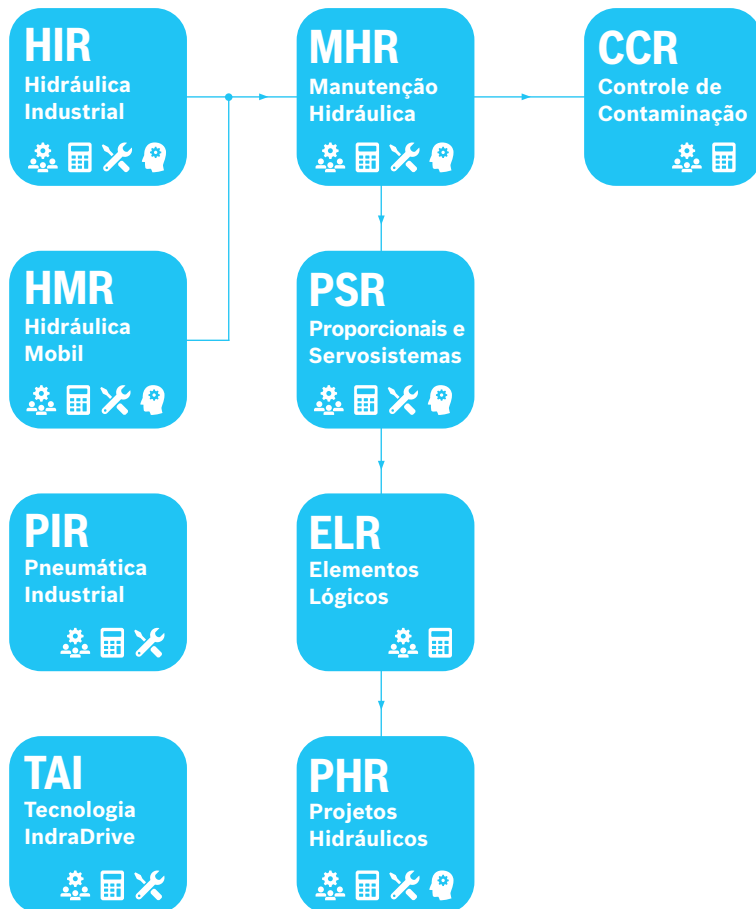 HIR
Hidráulica
Industrial
MHR
Manutenção
Hidráulica
CCR
Controle de
Contaminação
HMR
Hidráulica
Mobil
PSR
Proporcionais e
Servosistemas
PIR
Pneumática
Industrial
ELR
Elementos
Lógicos
TAI
Tecnologia
IndraDrive
PHR
Projetos
Hidráulicos